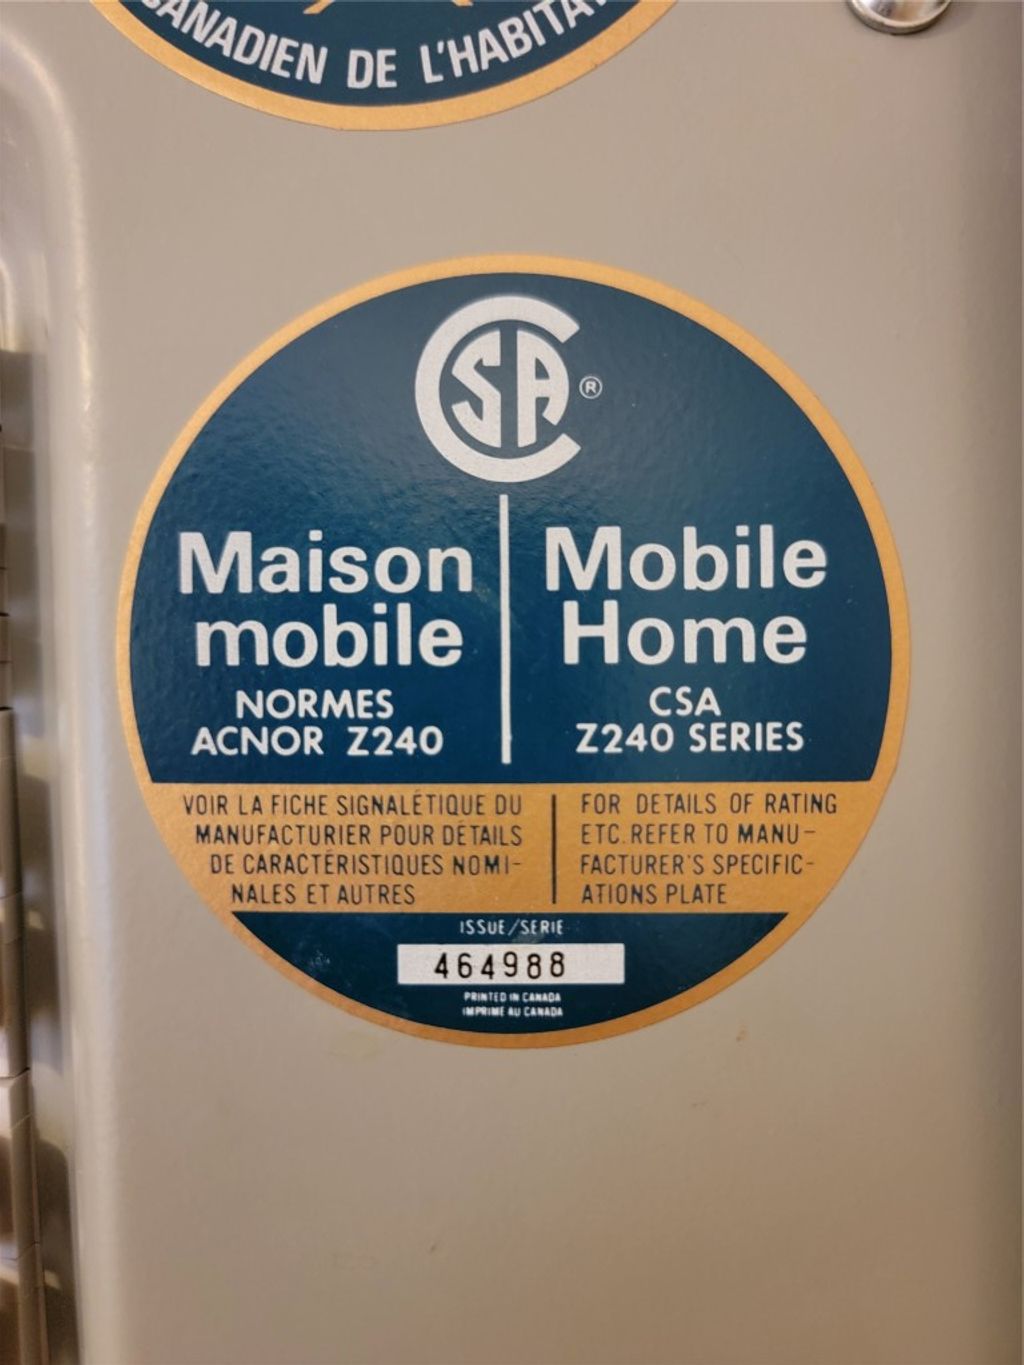 CANADIEN DE L'HABITA
CSA ®
Maison
mobile
NORMES
ACNOR Z240
Mobile
Home
CSA
Z240 SERIES
VOIR LA FICHE SIGNALÉTIQUE DU
MANUFACTURIER POUR DÉTAILS
DE CARACTÉRISTIQUES NOMI-
NALES ET AUTRES
FOR DETAILS OF RATING
ETC. REFER TO MANU-
FACTURER'S SPECIFIC-
ATIONS PLATE
ISSUE/SERIE
464988
PRINTED IN CANADA
IMPRIMÉ AU CANADA